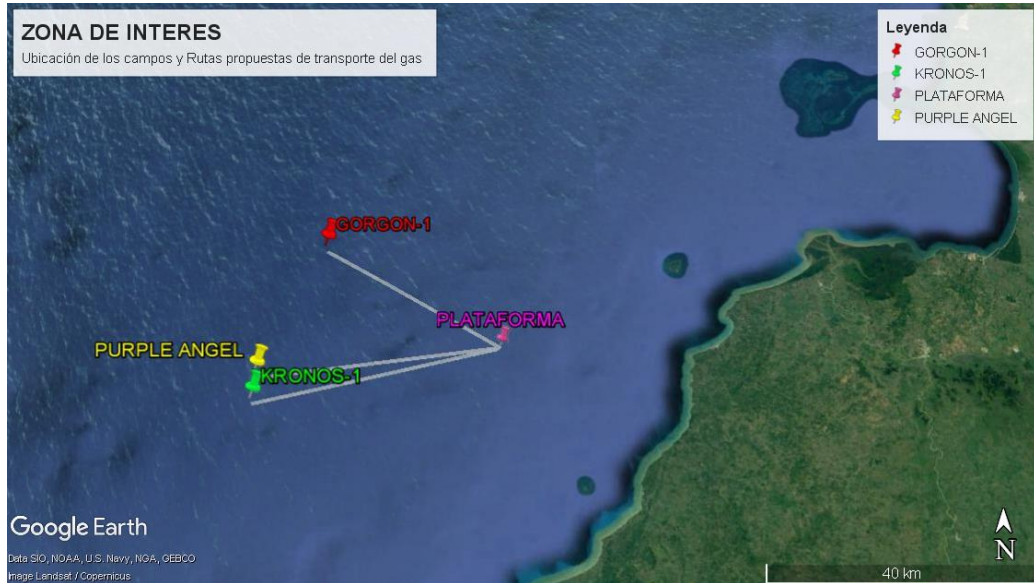 ZONA DE INTERES
Ubicación de los campos y Rutas propuestas de transporte del gas
Leyenda
GORGON-1
KRONOS-1
PLATAFORMA
PURPLE ANGEL
GORGON-1
PLATAFORMA
PURPLE ANGEL
KRONOS-1
Google Earth
Data SIO, NOAA, U.S. Navy, NGA, GEBCO
Image Landsat / Copernicus
N
40 km